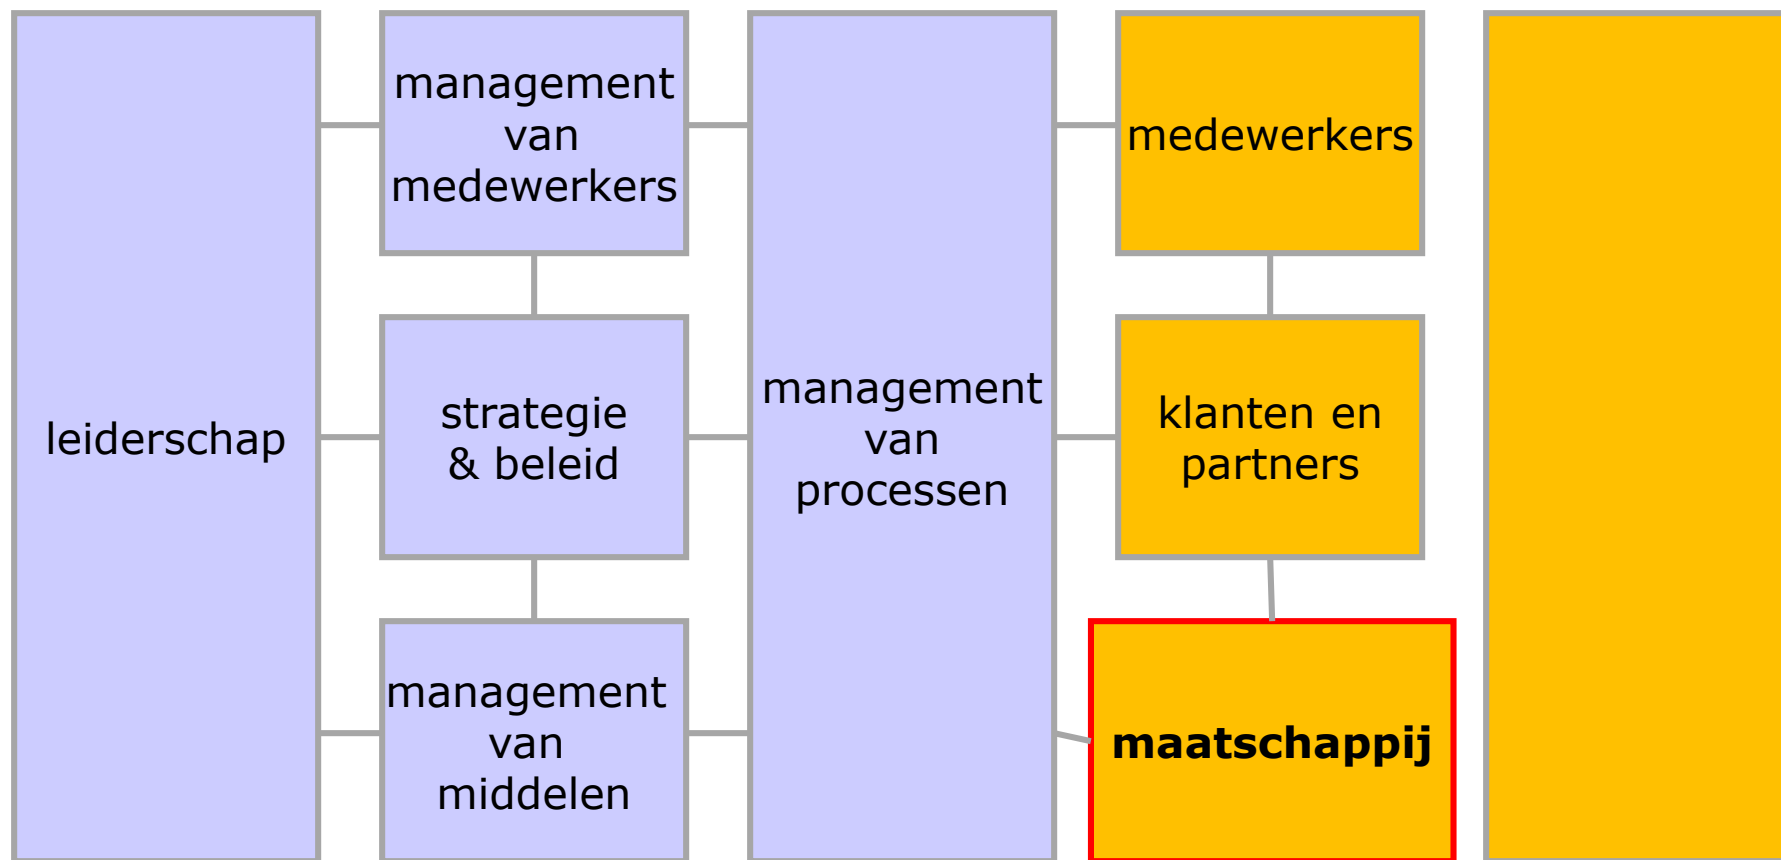 leiderschap
management
van
medewerkers
strategie
& beleid
management
van
middelen
management
van
processen
medewerkers
klanten en
partners
maatschappij